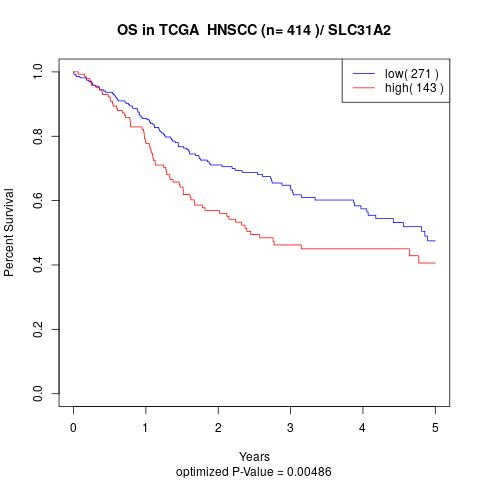 OS in TCGA  HNSCC (n= 414 )/ SLC31A2
low( 271 )
high( 143 )
Percent Survival
1.0
0.8
0.6
0.4
0.2
0.0
0 1 2 3 4 5
Years
optimized P-Value = 0.00486